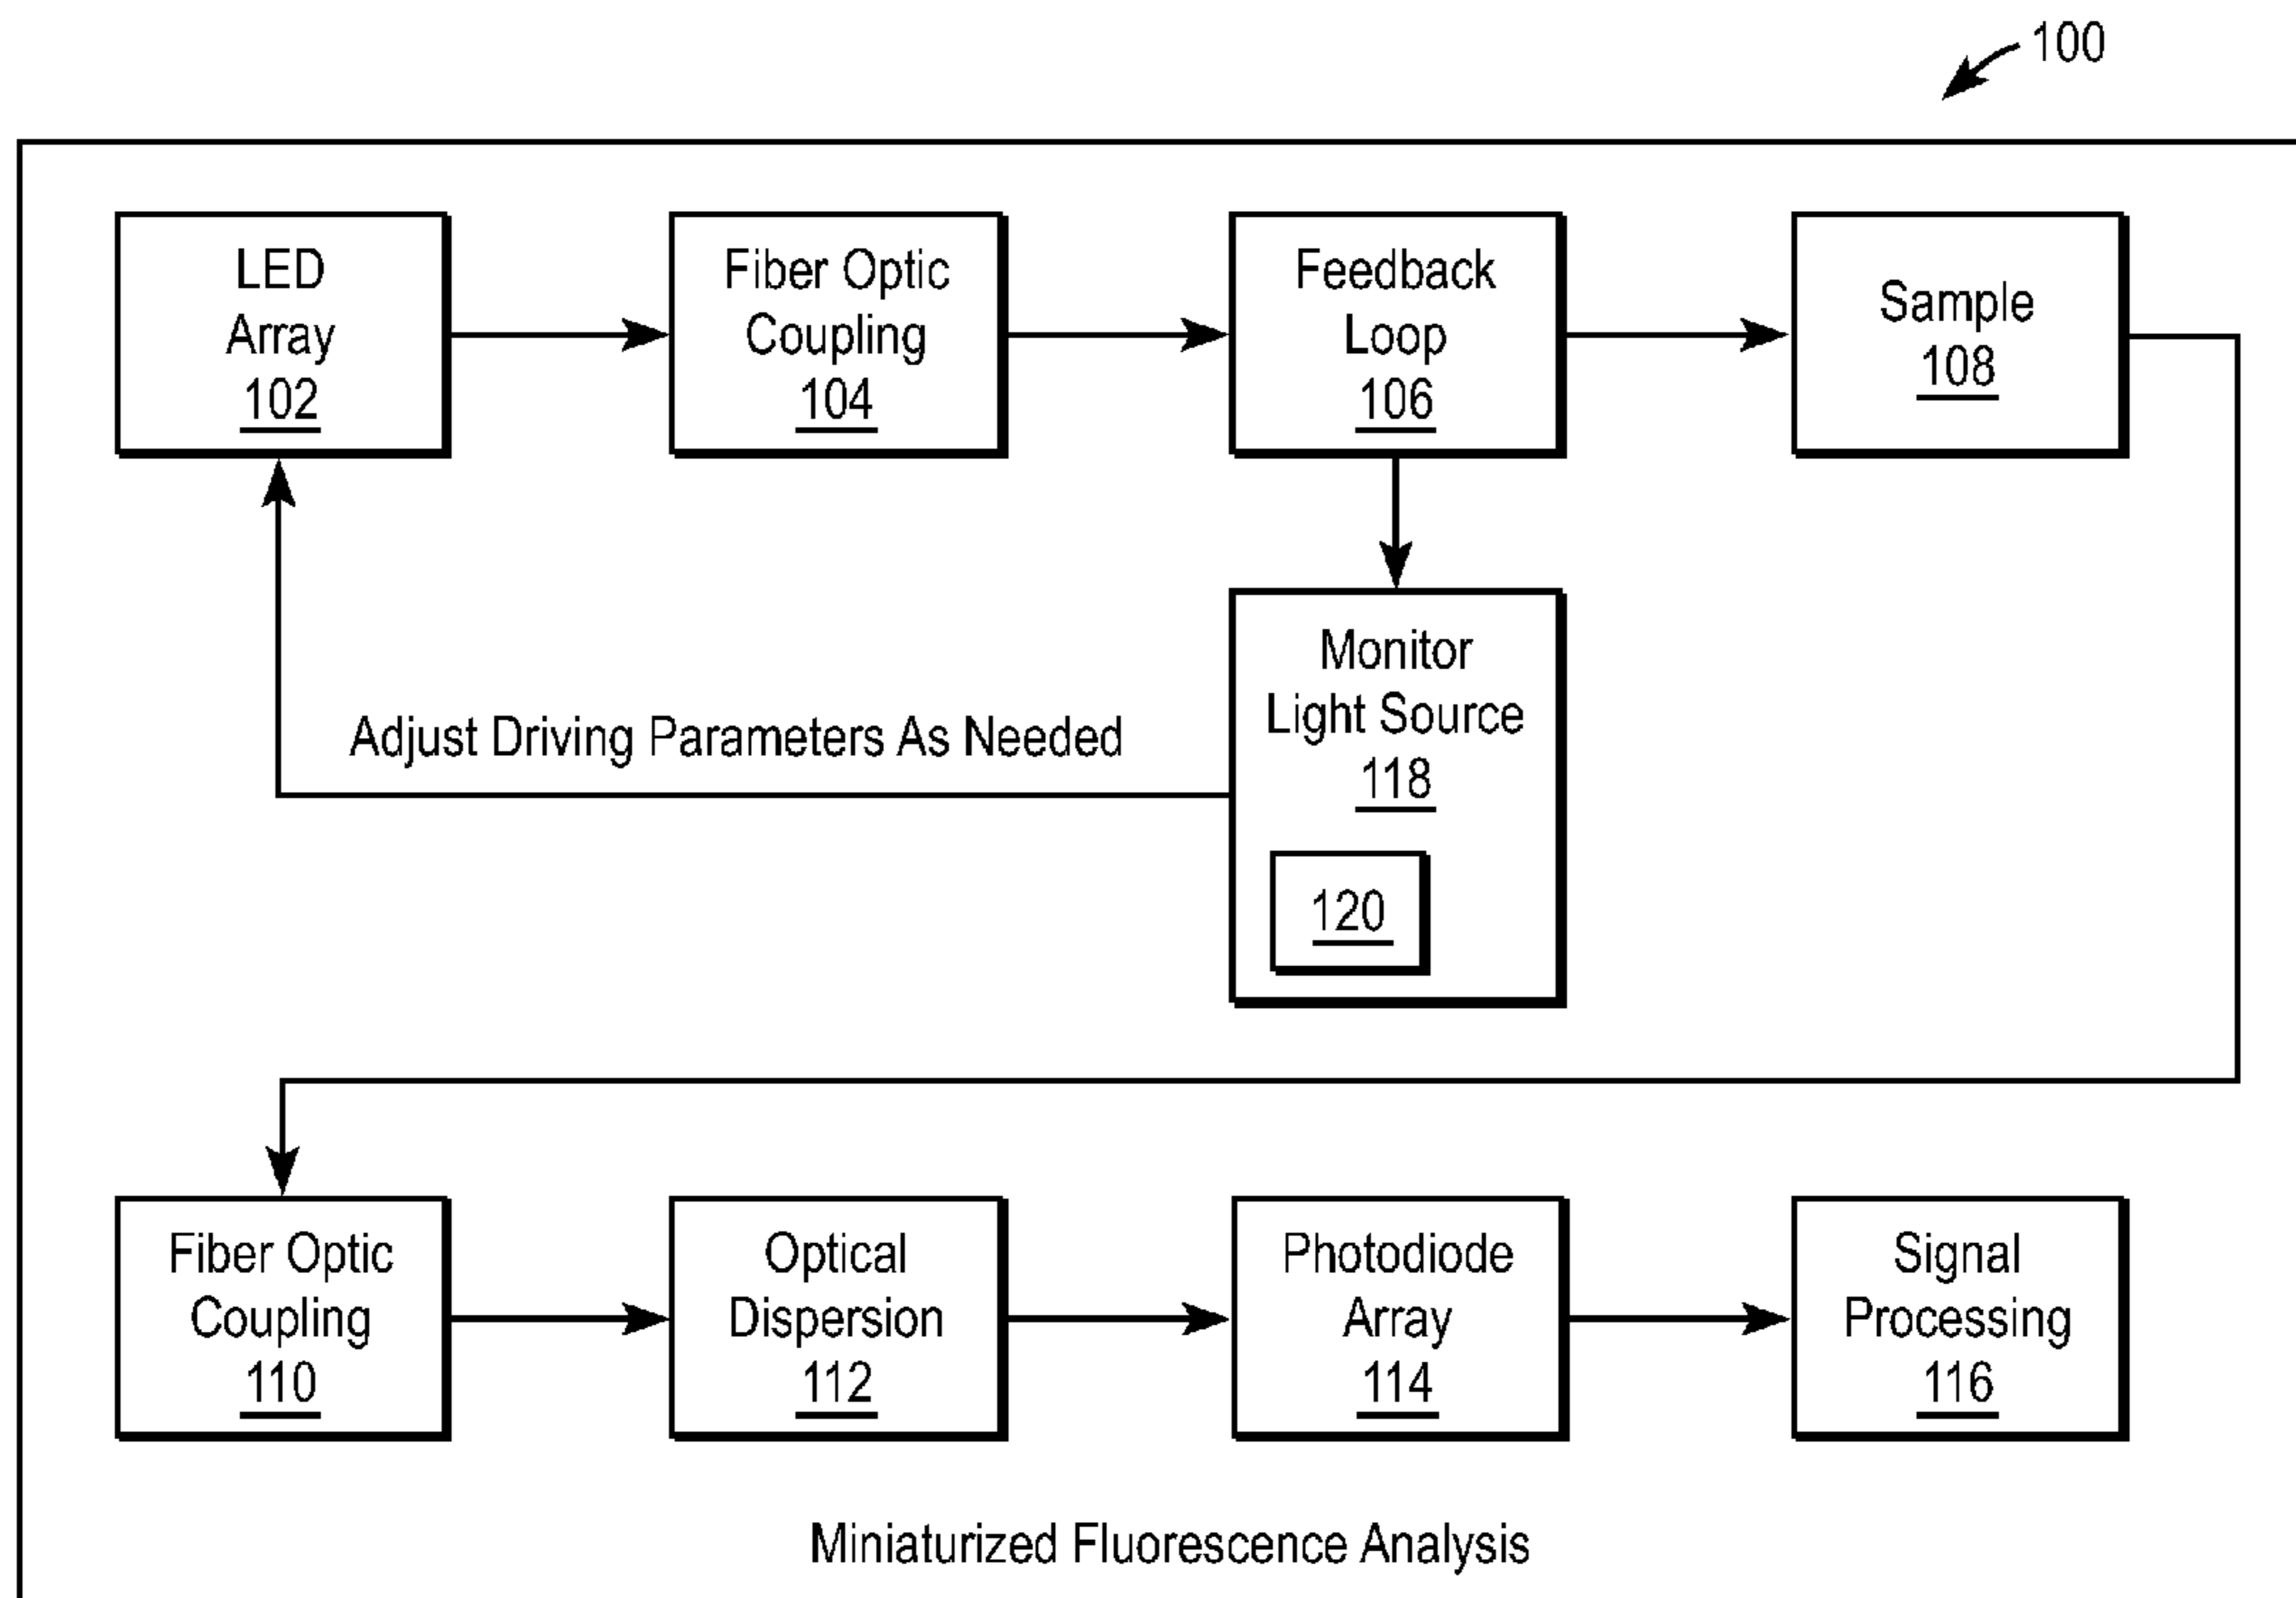 100
LED
Array
102
Fiber Optic
Coupling
104
Feedback
Loop
106
Sample
108
Monitor
Light Source
118
120
Adjust Driving Parameters As Needed
Fiber Optic
Coupling
110
Optical
Dispersion
112
Photodiode
Array
114
Signal
Processing
116
Miniaturized Fluorescence Analysis